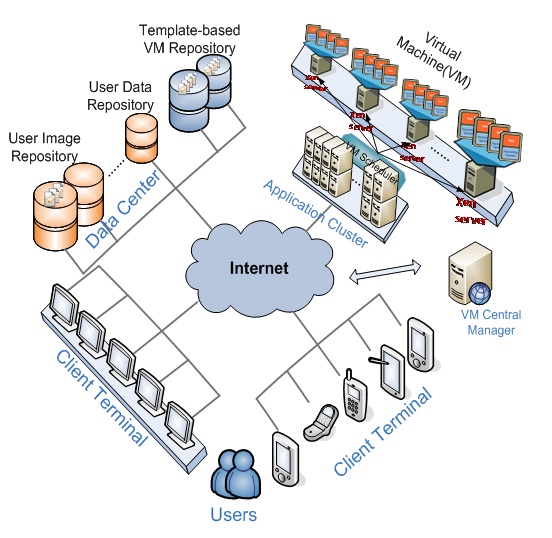 Template-based
VM Repository
User Data
Repository
User Image
Repository
Data Center
Virtual
Machine(VM)
Xen
server
Xen
server
Xen
server
Xen
server
VM Scheduler
Application Cluster
Internet
VM Central
Manager
Client Terminal
Client Terminal
Users